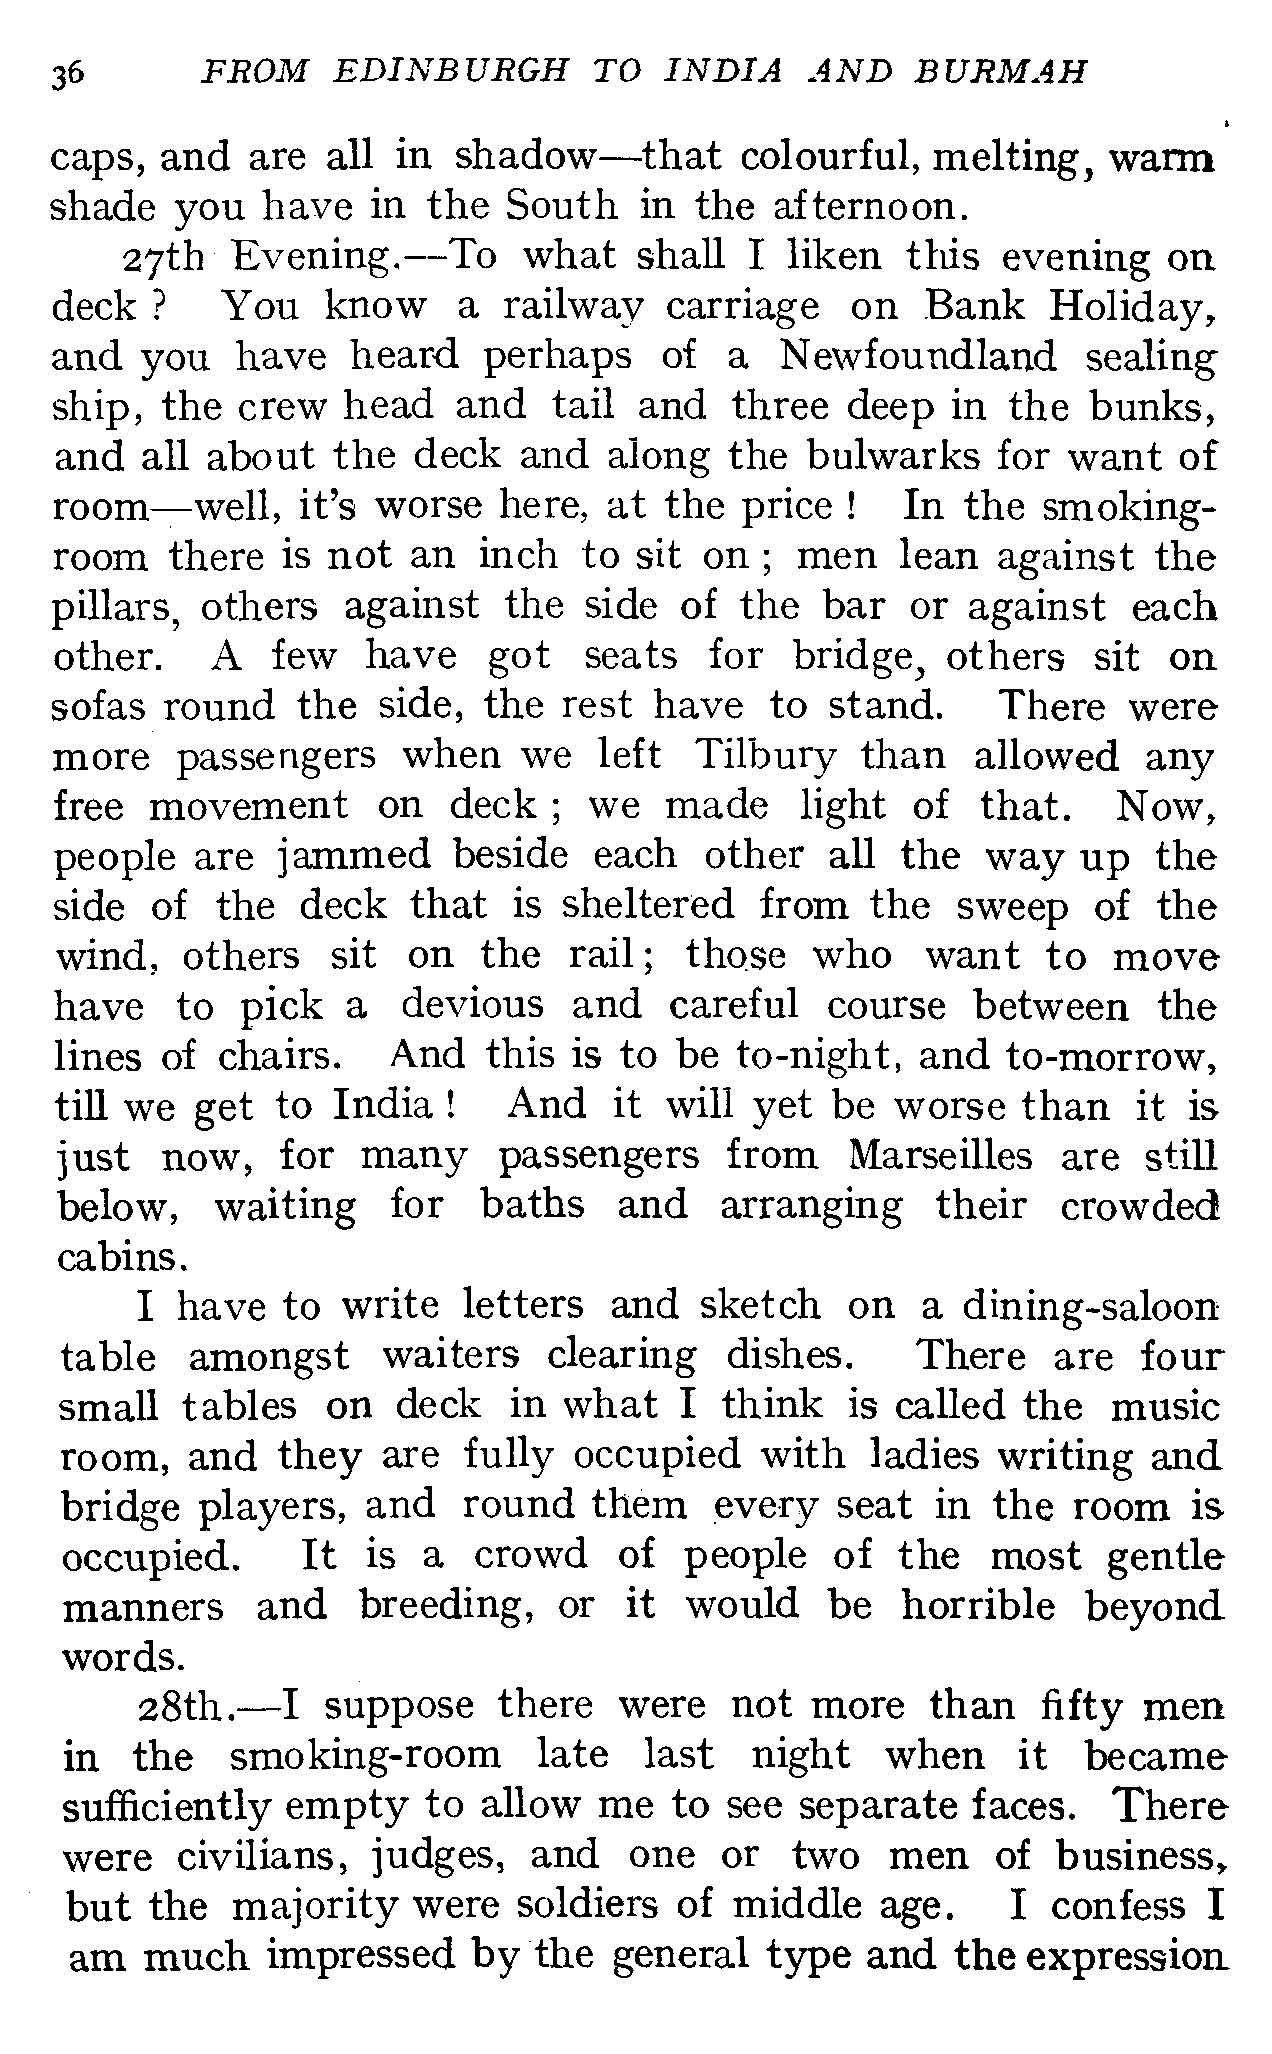 36 FROM EDINBURGH TO INDIA AND BURMAH
caps, and are all in shadow—that colourful, melting, warm
shade you have in the South in the afternoon.
27th Evening.—To what shall I liken this evening on
deck ? You know a railway carriage on Bank Holiday,
and you have heard perhaps of a Newfoundland sealing
ship, the crew head and tail and three deep in the bunks,
and all about the deck and along the bulwarks for want of
room—well, it's worse here, at the price ! In the smoking-
room there is not an inch to sit on ; men lean against the
pillars, others against the side of the bar or against each
other. A few have got seats for bridge, others sit on
sofas round the side, the rest have to stand. There were
more passengers when we left Tilbury than allowed any
free movement on deck ; we made light of that. Now,
people are jammed beside each other all the way up the
side of the deck that is sheltered from the sweep of the
wind, others sit on the rail ; those who want to move
have to pick a devious and careful course between the
lines of chairs. And this is to be to-night, and to-morrow,
till we get to India ! And it will yet be worse than it is
just now, for many passengers from Marseilles are still
below, waiting for baths and arranging their crowded
cabins.
I have to write letters and sketch on a dining-saloon
table amongst waiters clearing dishes. There are four
small tables on deck in what I think is called the music
room, and they are fully occupied with ladies writing and
bridge players, and round them every seat in the room is
occupied. It is a crowd of people of the most gentle
manners and breeding, or it would be horrible beyond
words.
28th.—I suppose there were not more than fifty men
in the smoking-room late last night when it became
sufficiently empty to allow me to see separate faces. There
were civilians, judges, and one or two men of business,
but the majority were soldiers of middle age. I confess I
am much impressed by the general type and the expression